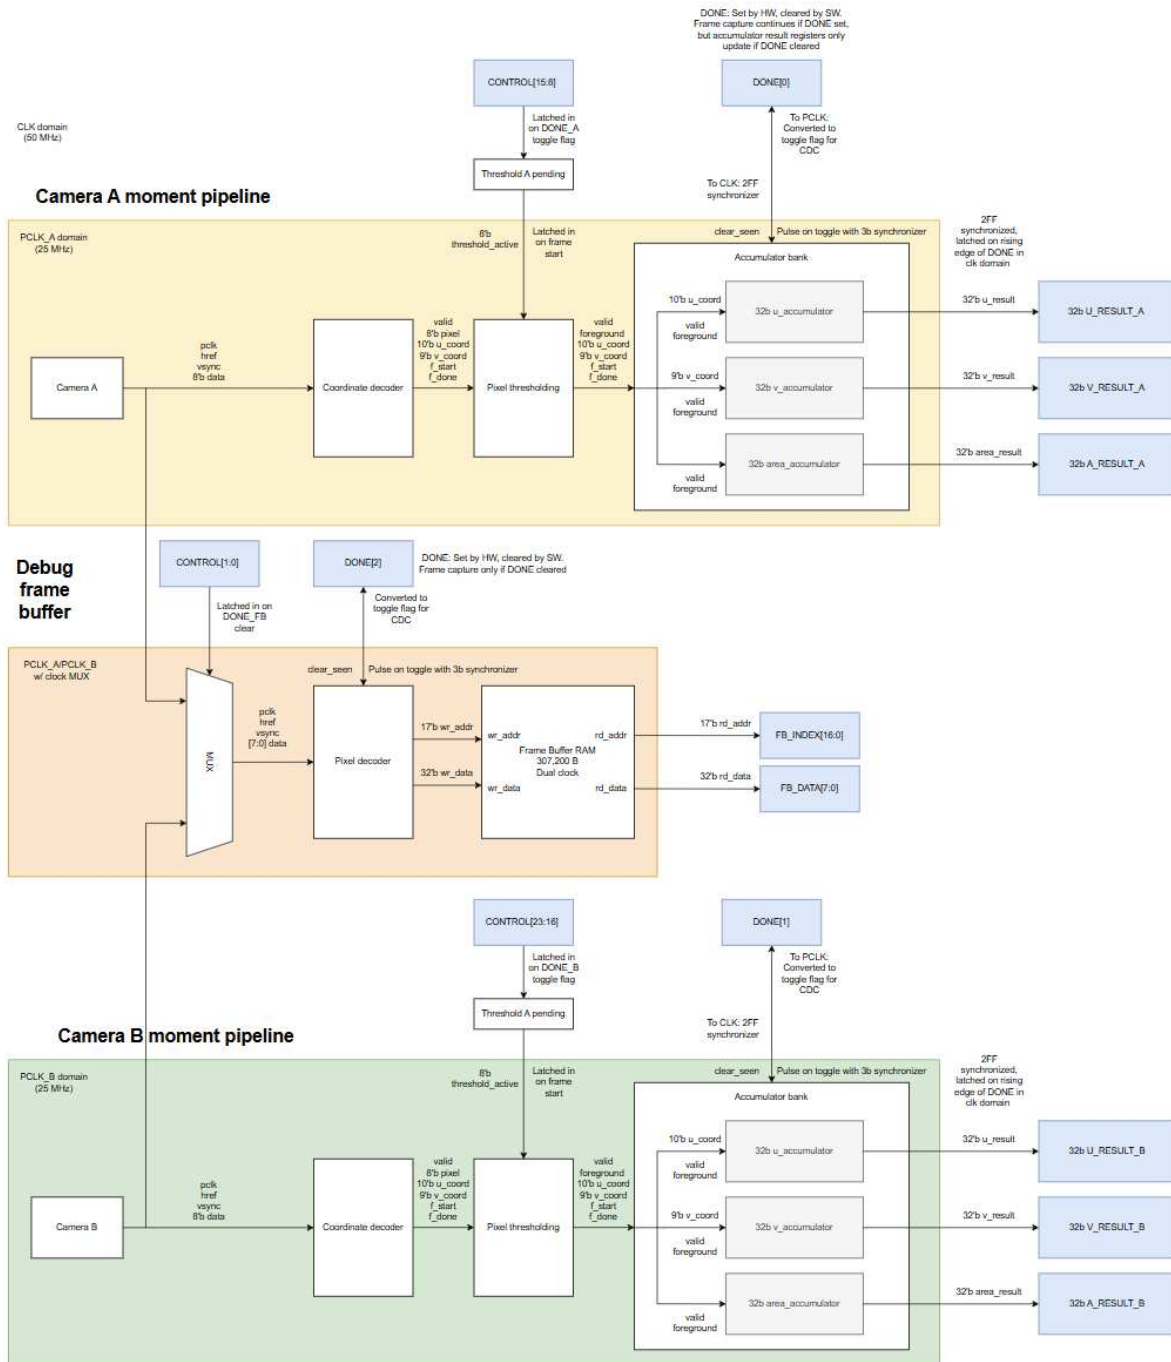 DONE: Set by HW, cleared by SW.
Frame capture continues if DONE set,
but accumulator result registers only
update if DONE cleared
CONTROL[15:8]
DONE[0]
CLK domain
(50 MHz)
Latched in
on DONE_A
toggle flag
To PCLK:
Converted to
toggle flag for
CDC
Threshold A pending
To CLK: 2FF
synchronizer
Camera A moment pipeline
PCLK_A domain
(25 MHz)
8'b
threshold_active
Latched in
on frame
start
clear_seen
Pulse on toggle with 3b synchronizer
2FF
synchronized,
latched on rising
edge of DONE in
clk domain
Accumulator bank
10'b u_coord
valid
foreground
32b u_accumulator
32'b u_result
32b U_RESULT_A
Camera A
pclk
href
vsync
8'b data
Coordinate decoder
valid
8'b pixel
10'b u_coord
9'b v_coord
f_start
f_done
Pixel thresholding
valid
foreground
10'b u_coord
9'b v_coord
f_start
f_done
9'b v_coord
valid
foreground
32b v_accumulator
32'b v_result
32b V_RESULT_A
valid
foreground
32b area_accumulator
32'b area_result
32b A_RESULT_A
Debug
frame
buffer
CONTROL[1:0]
DONE[2]
DONE: Set by HW, cleared by SW.
Frame capture only if DONE cleared
Latched in on
DONE_FB
clear
Converted to
toggle flag for
CDC
PCLK_A/PCLK_B
w/ clock MUX
clear_seen
Pulse on toggle with 3b synchronizer
MUX
pclk
href
vsync
[7:0] data
Pixel decoder
17'b wr_addr
32'b wr_data
wr_addr
rd_addr
Frame Buffer RAM
307,200 B
Dual clock
wr_data
rd_data
17'b rd_addr
FB_INDEX[16:0]
32'b rd_data
FB_DATA[7:0]
CONTROL[23:16]
DONE[1]
Latched in
on DONE_B
toggle flag
To PCLK:
Converted to
toggle flag for
CDC
Threshold A pending
To CLK: 2FF
synchronizer
Camera B moment pipeline
PCLK_B domain
(25 MHz)
8'b
threshold_active
Latched in
on frame
start
clear_seen
Pulse on toggle with 3b synchronizer
2FF
synchronized,
latched on rising
edge of DONE in
clk domain
Accumulator bank
10'b u_coord
valid
foreground
32b u_accumulator
32'b u_result
32b U_RESULT_B
Camera B
pclk
href
vsync
8'b data
Coordinate decoder
valid
8'b pixel
10'b u_coord
9'b v_coord
f_start
f_done
Pixel thresholding
valid
foreground
10'b u_coord
9'b v_coord
f_start
f_done
9'b v_coord
valid
foreground
32b v_accumulator
32'b v_result
32b V_RESULT_B
valid
foreground
32b area_accumulator
32'b area_result
32b A_RESULT_B